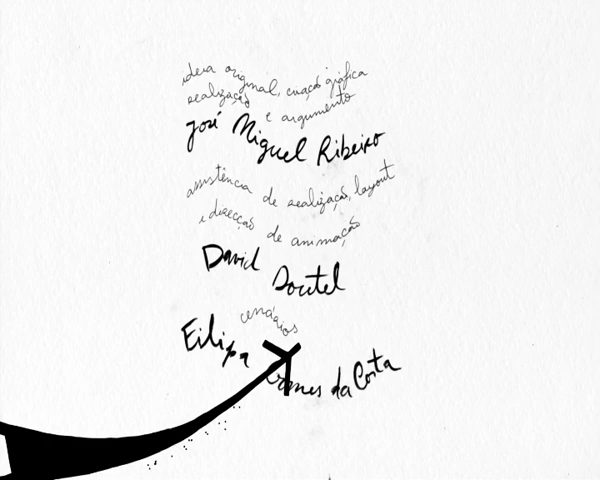 ideia original, criação gráfica
realização e argumento
José Miguel Ribeiro
assistência de realização, layout
e direcção de animação
David Doutel
cenários
Filipa Gomes da Costa